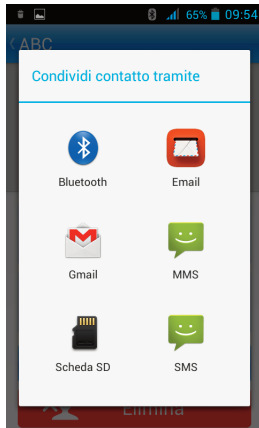 65% 09:54
ABC
Condividi contatto tramite
Bluetooth Email
Gmail MMS
Scheda SD SMS
Elimina